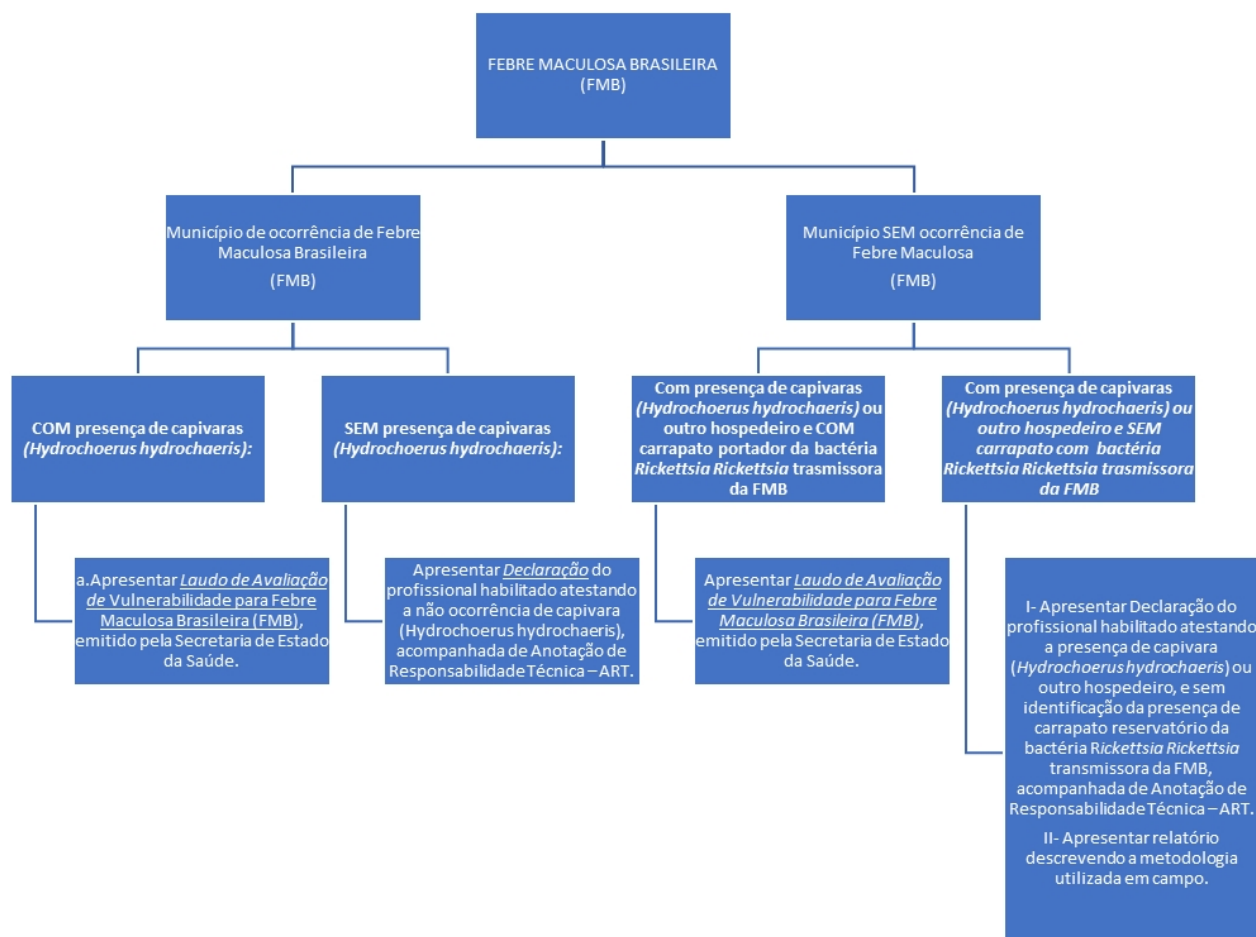 FEBRE MACULOSA BRASILEIRA
(FMB)
Município de ocorrência de Febre
Maculosa Brasileira
(FMB)
Município SEM ocorrência de
Febre Maculosa
(FMB)
COM presença de capivaras
(Hydrochoerus hydrochaeris):
SEM presença de capivaras
(Hydrochoerus hydrochaeris):
Com presença de capivaras
(Hydrochoerus hydrochaeris) ou
outro hospedeiro e COM
carrapato portador da bactéria
Rickettsia Rickettsia trasmissora
da FMB
Com presença de capivaras
(Hydrochoerus hydrochaeris) ou
outro hospedeiro e SEM
carrapato com bactéria
Rickettsia Rickettsia trasmissora
da FMB
a.Apresentar Laudo de Avaliação
de Vulnerabilidade para Febre
Maculosa Brasileira (FMB),
emitido pela Secretaria de Estado
da Saúde.
Apresentar Declaração do
profissional habilitado atestando
a não ocorrência de capivara
(Hydrochoerus hydrochaeris),
acompanhada de Anotação de
Responsabilidade Técnica – ART.
Apresentar Laudo de Avaliação
de Vulnerabilidade para Febre
Maculosa Brasileira (FMB),
emitido pela Secretaria de Estado
da Saúde.
I- Apresentar Declaração do
profissional habilitado atestando
a presença de capivara
(Hydrochoerus hydrochaeris) ou
outro hospedeiro, e sem
identificação da presença de
carrapato reservatório da
bactéria Rickettsia Rickettsia
transmissora da FMB,
acompanhada de Anotação de
Responsabilidade Técnica – ART.
II- Apresentar relatório
descrevendo a metodologia
utilizada em campo.